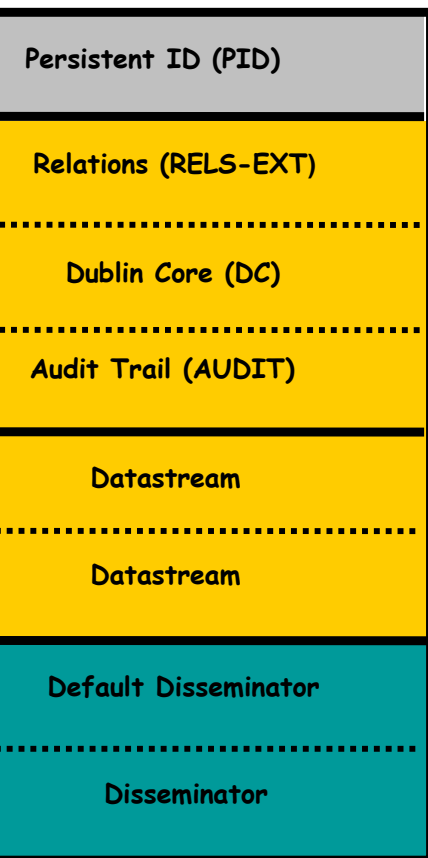 Persistent ID (PID)
Relations (RELS-EXT)
Dublin Core (DC)
Audit Trail (AUDIT)
Datastream
Datastream
Default Disseminator
Disseminator